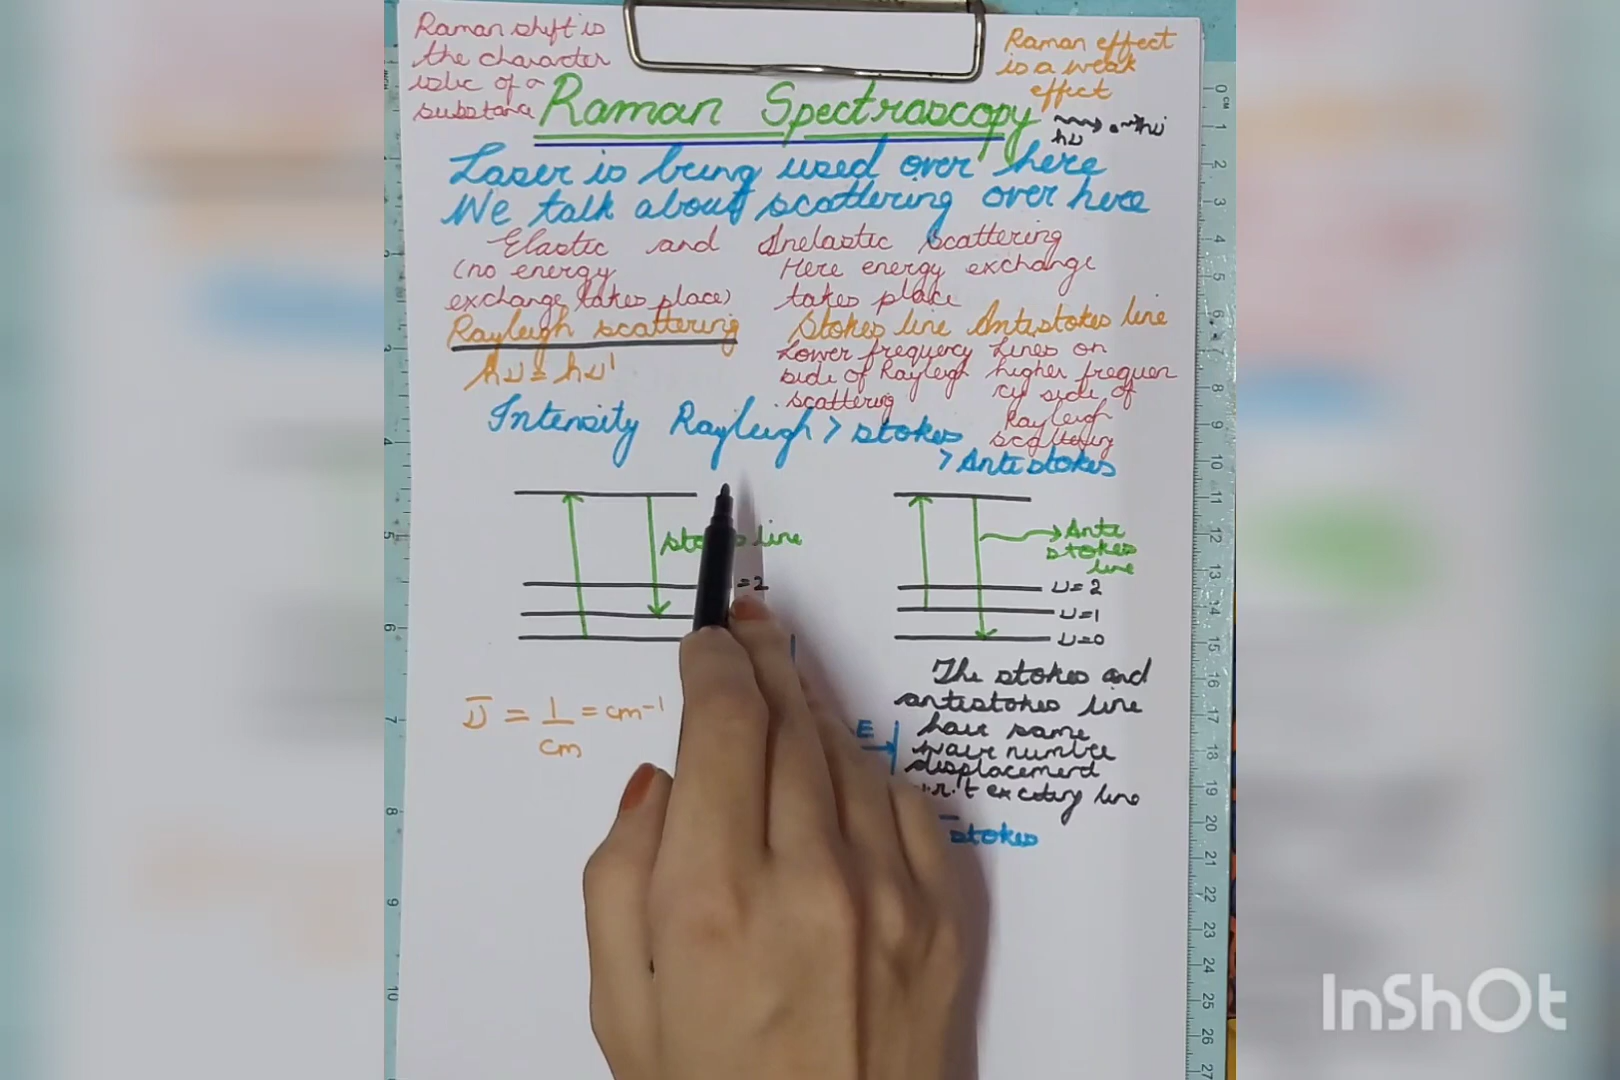 Raman shift is
the character
istic of a
substance
Raman effect
is a weak
effect
Raman Spectroscopy
hν hν'
Laser is being used over here
We talk about scattering over here
Elastic and Inelastic scattering
(no energy
exchange takes place)
Here energy exchange
takes place
Rayleigh scattering
hν = hν'
Stokes line Antistokes line
Lower frequency
side of Rayleigh
scattering
Lines on
higher frequen
cy side of
Rayleigh
scattering
Intensity Rayleigh > stokes
> Antistokes
line
=2
Anti
stokes
line
ν=2
ν=1
ν=0
ν̄ = 1/cm = cm⁻¹
E
The stokes and
antistokes line
have same
wave number
displacement
w.r.t exciting line
stokes
InShOt